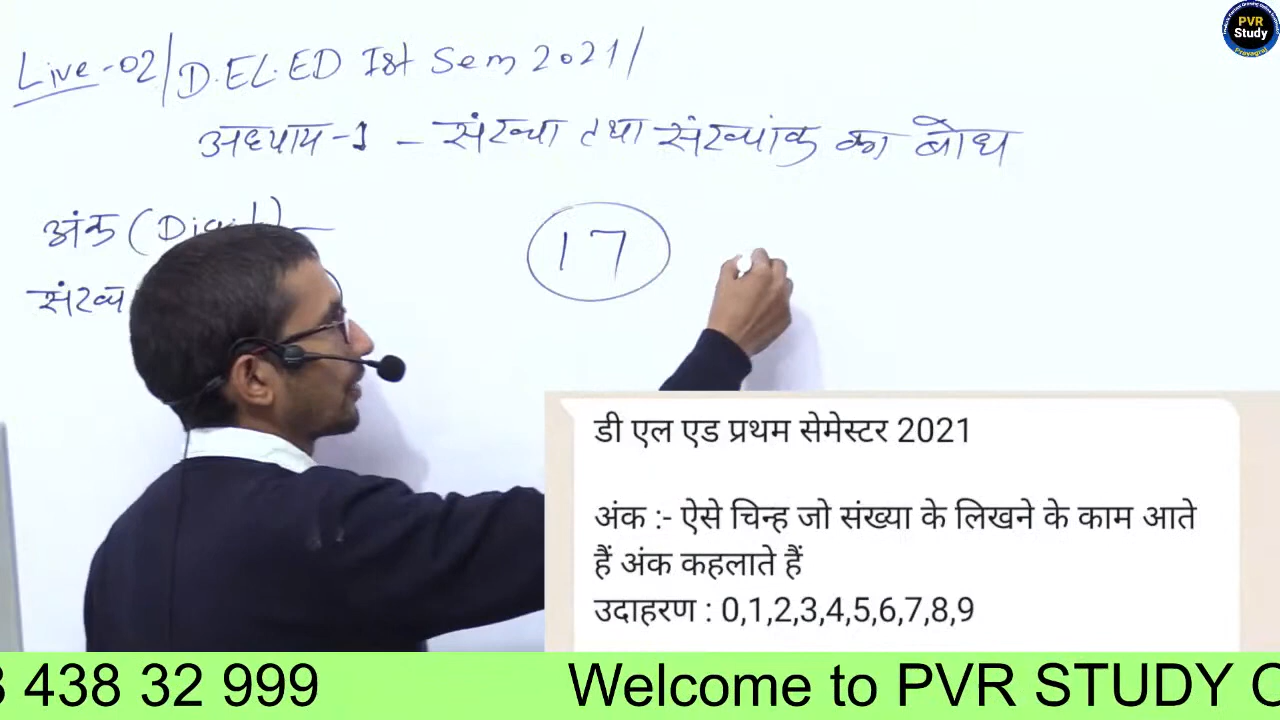 Live-02/D.EL.ED Ist Sem 2021/
अध्याय-1 - संख्या तथा संख्यांक का बोध
अंक (
17
PVR
Study
Prayagraj
डी एल एड प्रथम सेमेस्टर 2021
अंक :- ऐसे चिन्ह जो संख्या के लिखने के काम आते
हैं अंक कहलाते हैं
उदाहरण : 0,1,2,3,4,5,6,7,8,9
438 32 999 Welcome to PVR STUDY